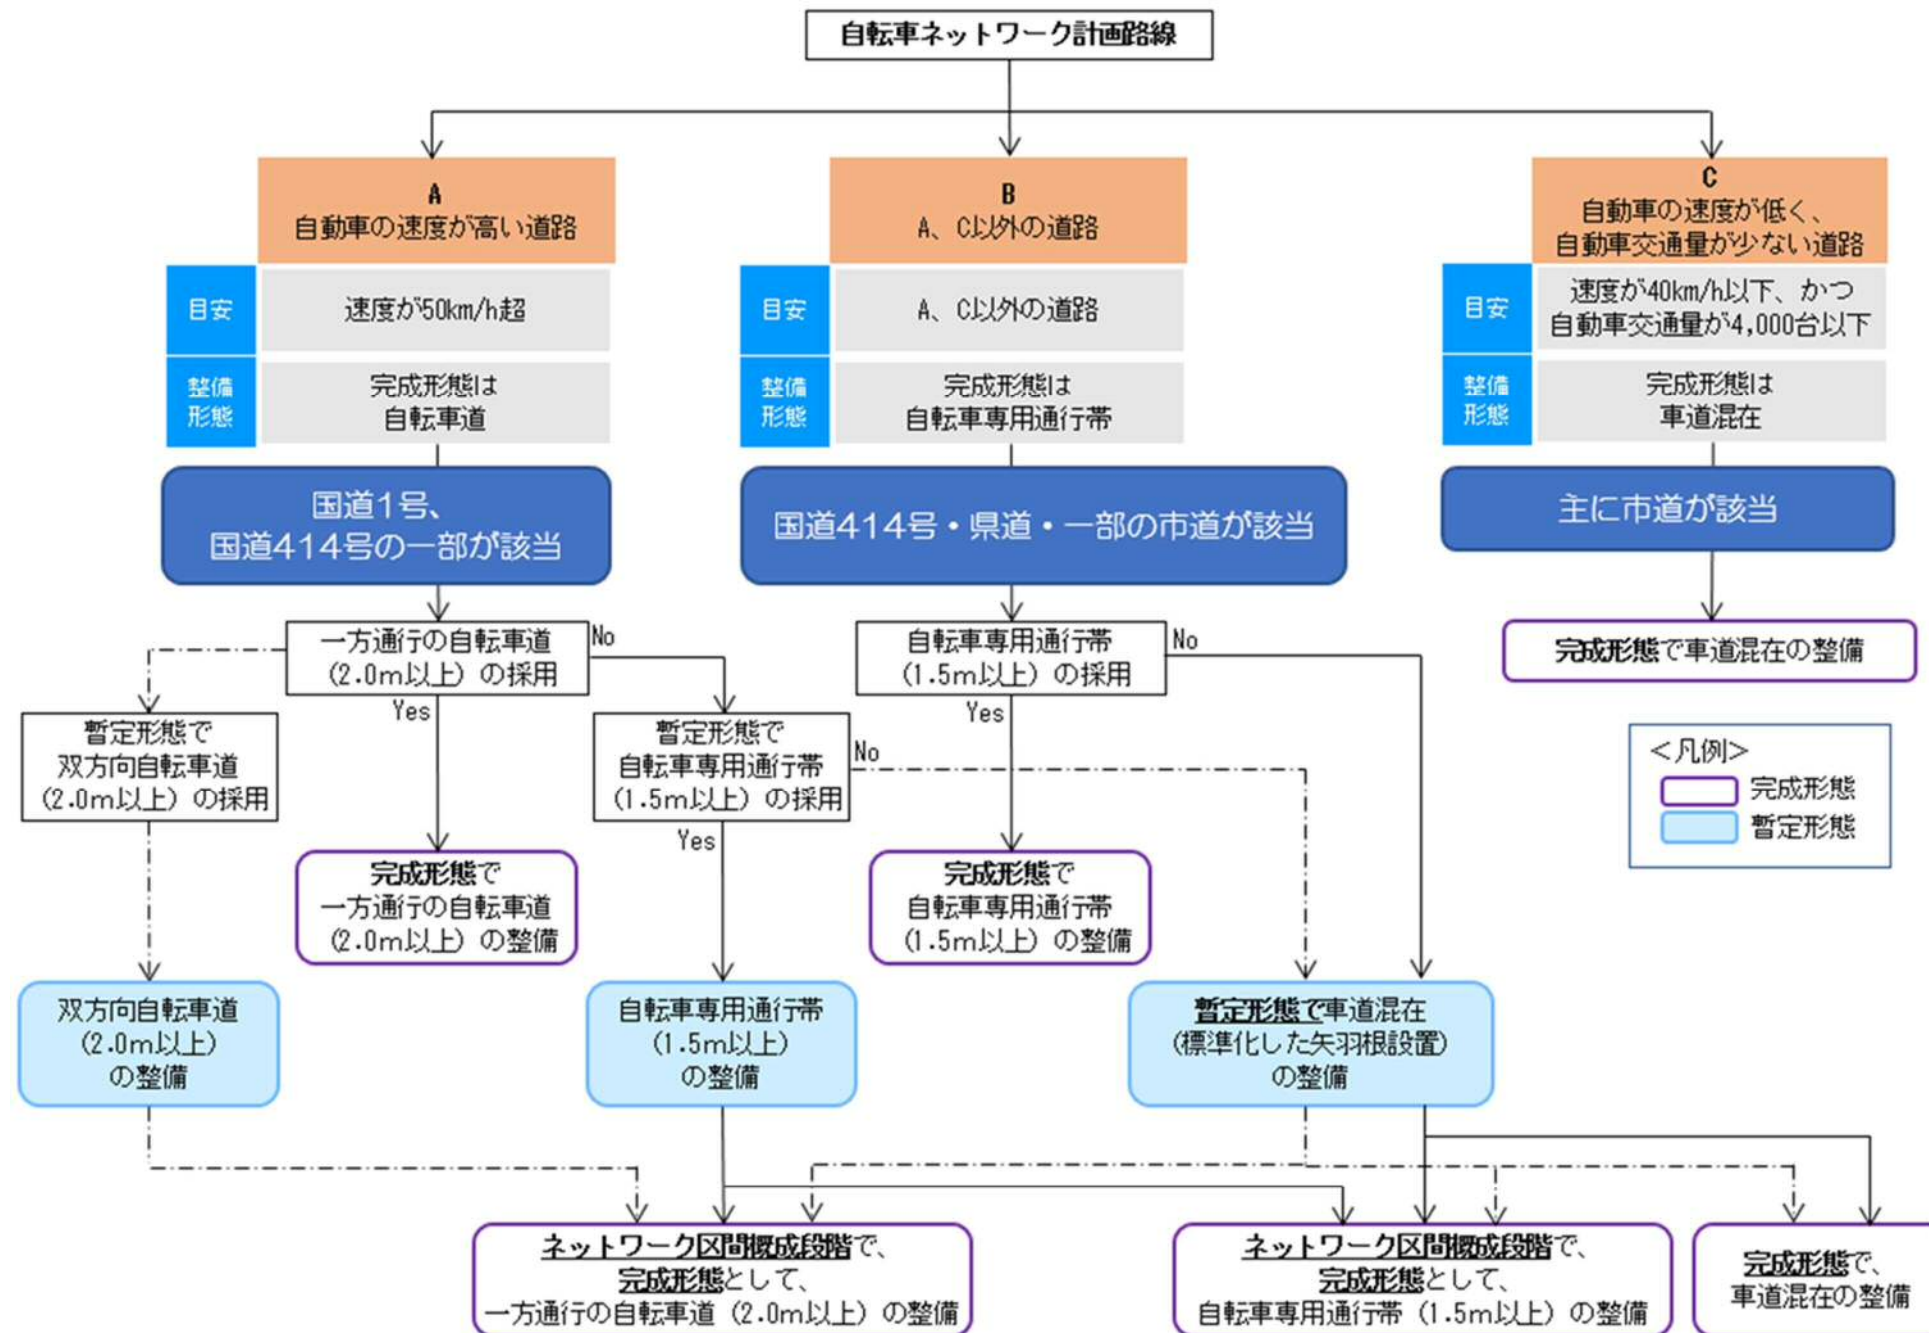 自転車ネットワーク計画路線
A
自動車の速度が高い道路
目安
速度が50km/h超
整備
形態
完成形態は
自転車道
国道1号、
国道414号の一部が該当
B
A、C以外の道路
目安
A、C以外の道路
整備
形態
完成形態は
自転車専用通行帯
国道414号・県道・一部の市道が該当
C
自動車の速度が低く、
自動車交通量が少ない道路
目安
速度が40km/h以下、かつ
自動車交通量が4,000台以下
整備
形態
完成形態は
車道混在
主に市道が該当
一方通行の自転車道
(2.0m以上) の採用
No
Yes
自転車専用通行帯
(1.5m以上) の採用
No
Yes
完成形態で車道混在の整備
暫定形態で
双方向自転車道
(2.0m以上) の採用
暫定形態で
自転車専用通行帯
(1.5m以上) の採用
No
Yes
<凡例>
完成形態
暫定形態
完成形態で
一方通行の自転車道
(2.0m以上) の整備
完成形態で
自転車専用通行帯
(1.5m以上) の整備
双方向自転車道
(2.0m以上)
の整備
自転車専用通行帯
(1.5m以上)
の整備
暫定形態で車道混在
(標準化した矢羽根設置)
の整備
ネットワーク区間概成段階で、
完成形態として、
一方通行の自転車道 (2.0m以上) の整備
ネットワーク区間概成段階で、
完成形態として、
自転車専用通行帯 (1.5m以上) の整備
完成形態で、
車道混在の整備